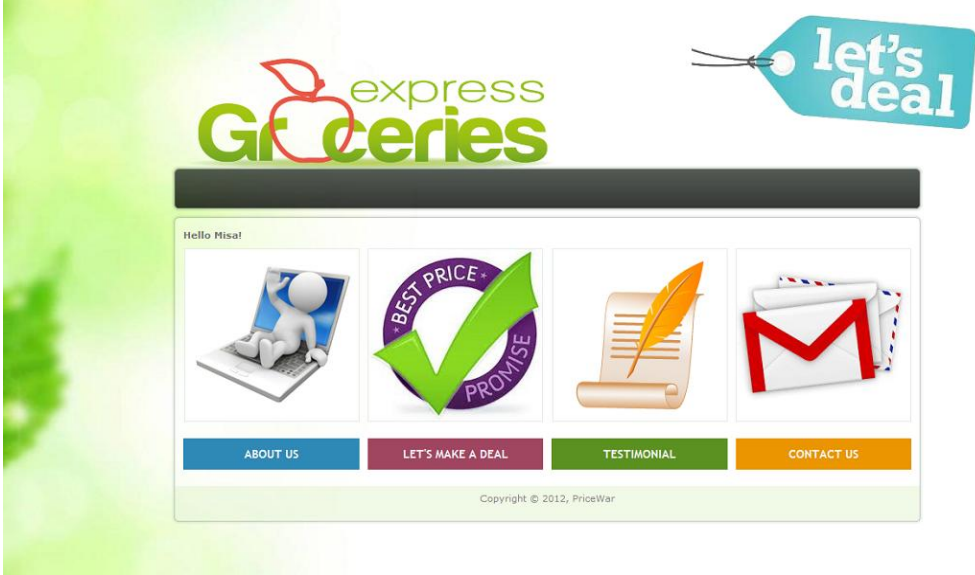 let's
deal
express
Groceries
Hello Misa!
BEST PRICE
PROMISE
ABOUT US
LET'S MAKE A DEAL
TESTIMONIAL
CONTACT US
Copyright © 2012, PriceWar